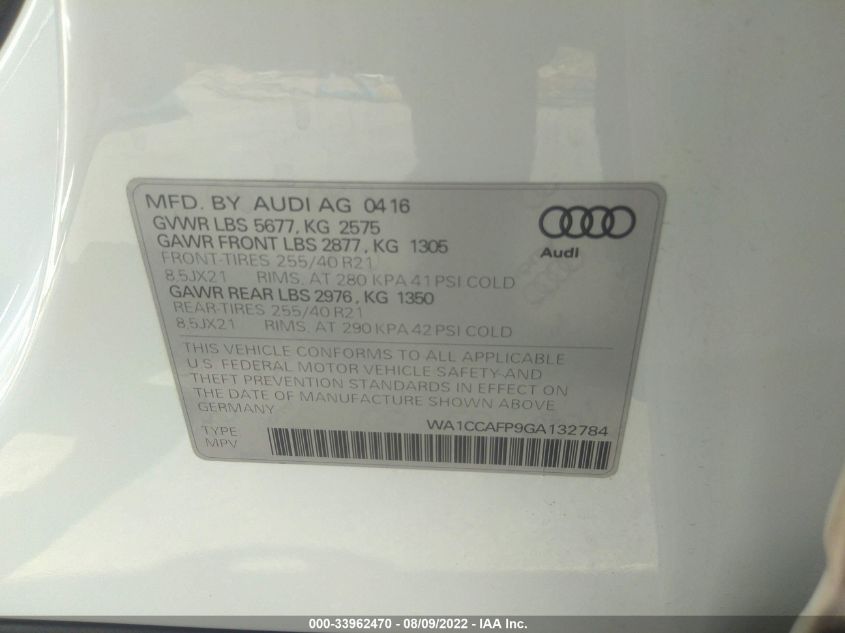 MFD. BY AUDI AG 0416
GVWR LBS 5677, KG 2575
GAWR FRONT LBS 2877, KG 1305
FRONT-TIRES 255/40 R21
8.5JX21 RIMS, AT 280 KPA 41 PSI COLD
GAWR REAR LBS 2976, KG 1350
REAR-TIRES 255/40 R21
8.5JX21 RIMS, AT 290 KPA 42 PSI COLD
Audi
THIS VEHICLE CONFORMS TO ALL APPLICABLE
U.S. FEDERAL MOTOR VEHICLE SAFETY-AND
THEFT PREVENTION STANDARDS IN EFFECT ON
THE DATE OF MANUFACTURE SHOWN ABOVE
GERMANY
WA1CCAFP9GA132784
TYPE
MPV
000-33962470 - 08/09/2022 - IAA Inc.